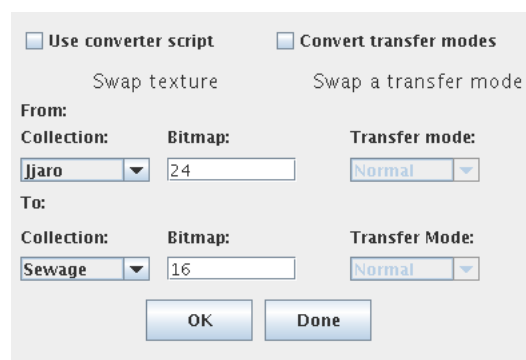 Use converter script Convert transfer modes
Swap texture Swap a transfer mode
From:
Collection: Bitmap: Transfer mode:
Jjaro 24 Normal
To:
Collection: Bitmap: Transfer Mode:
Sewage 16 Normal
OK Done